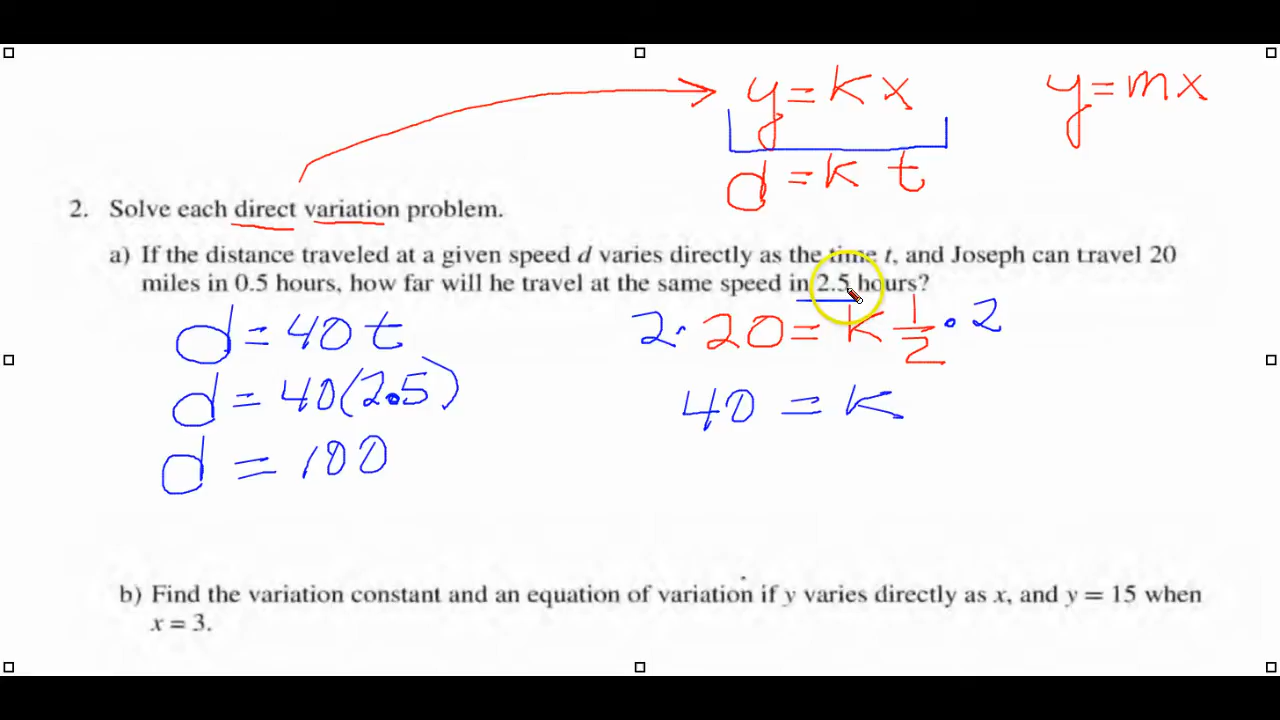 y = kx y = mx
d = k t
2. Solve each direct variation problem.
a) If the distance traveled at a given speed d varies directly as the time t, and Joseph can travel 20
miles in 0.5 hours, how far will he travel at the same speed in 2.5 hours?
d = 40 t 2 · 20 = k 1/2 · 2
d = 40(2.5) 40 = k
d = 100
b) Find the variation constant and an equation of variation if y varies directly as x, and y = 15 when
x = 3.